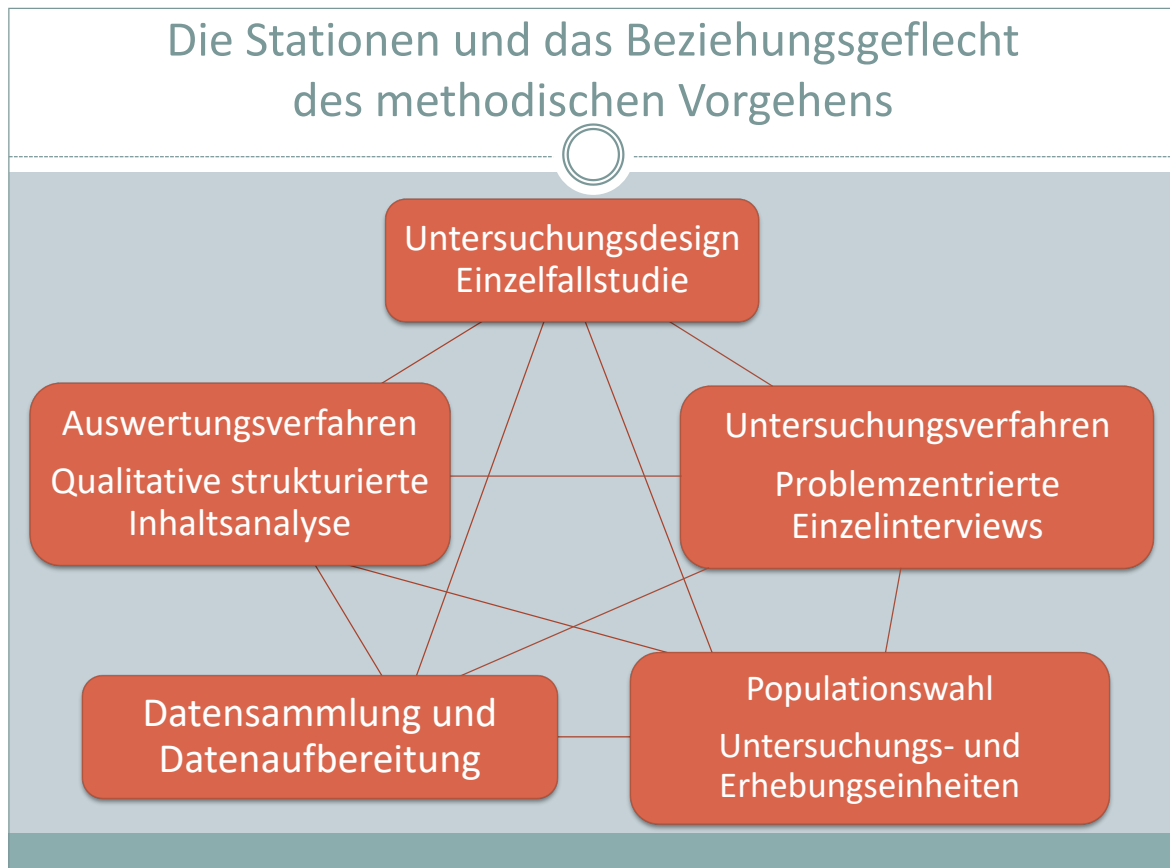 Die Stationen und das Beziehungsgeflecht
des methodischen Vorgehens
Untersuchungsdesign
Einzelfallstudie
Auswertungsverfahren
Qualitative strukturierte
Inhaltsanalyse
Untersuchungsverfahren
Problemzentrierte
Einzelinterviews
Datensammlung und
Datenaufbereitung
Populationswahl
Untersuchungs- und
Erhebungseinheiten